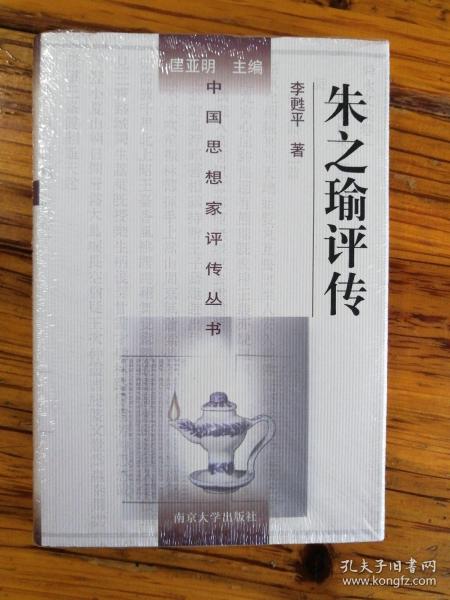 匡亚明 主编
朱之瑜评传
李甦平 著
中国思想家评传丛书
南京大学出版社
孔夫子旧书网
www.kongfz.com